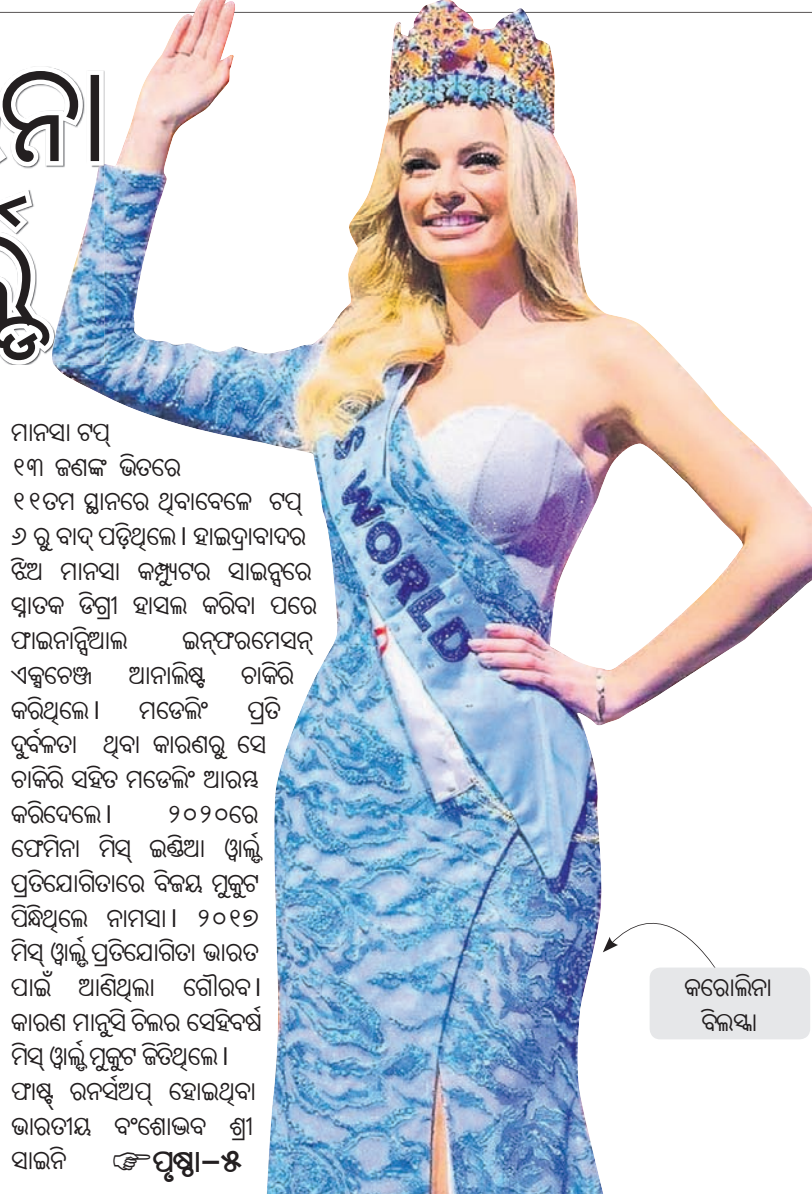 ମାନସା ଟପ୍
୧୩ ଜଣଙ୍କ ଭିତରେ
୧୧ତମ ସ୍ଥାନରେ ଥିବାବେଳେ ଟପ୍
୬ ରୁ ବାଦ୍ ପଡ଼ିଥିଲେ। ହାଇଦ୍ରାବାଦର
ଝିଅ ମାନସା କମ୍ପ୍ୟୁଟର ସାଇନ୍ସରେ
ସ୍ନାତକ ଡିଗ୍ରୀ ହାସଲ କରିବା ପରେ
ଫାଇନାନ୍ସିଆଲ ଇନ୍‌ଫରମେସନ୍
ଏକ୍ସଚେଞ୍ଜ ଆନାଲିଷ୍ଟ ଚାକିରି
କରିଥିଲେ। ମଡେଲିଂ ପ୍ରତି
ଦୁର୍ବଳତା ଥିବା କାରଣରୁ ସେ
ଚାକିରି ସହିତ ମଡେଲିଂ ଆରମ୍ଭ
କରିଦେଲେ। ୨୦୨୦ରେ
ଫେମିନା ମିସ୍ ଇଣ୍ଡିଆ ୱାର୍ଲ୍ଡ
ପ୍ରତିଯୋଗିତାରେ ବିଜୟ ମୁକୁଟ
ପିନ୍ଧିଥିଲେ ନାମସା। ୨୦୧୭
ମିସ୍ ୱାର୍ଲ୍ଡ ପ୍ରତିଯୋଗିତା ଭାରତ
ପାଇଁ ଆଣିଥିଲା ଗୌରବ।
କାରଣ ମାନୁସି ଚିଲର ସେହିବର୍ଷ
ମିସ୍ ୱାର୍ଲ୍ଡ ମୁକୁଟ ଜିତିଥିଲେ।
ଫାଷ୍ଟ ରନର୍ସଅପ୍ ହୋଇଥିବା
ଭାରତୀୟ ବଂଶୋଦ୍ଭବ ଶ୍ରୀ
ସାଇନି ☞ପୃଷ୍ଠା–୫
S WORLD
କରୋଲିନା
ବିଲସ୍କା